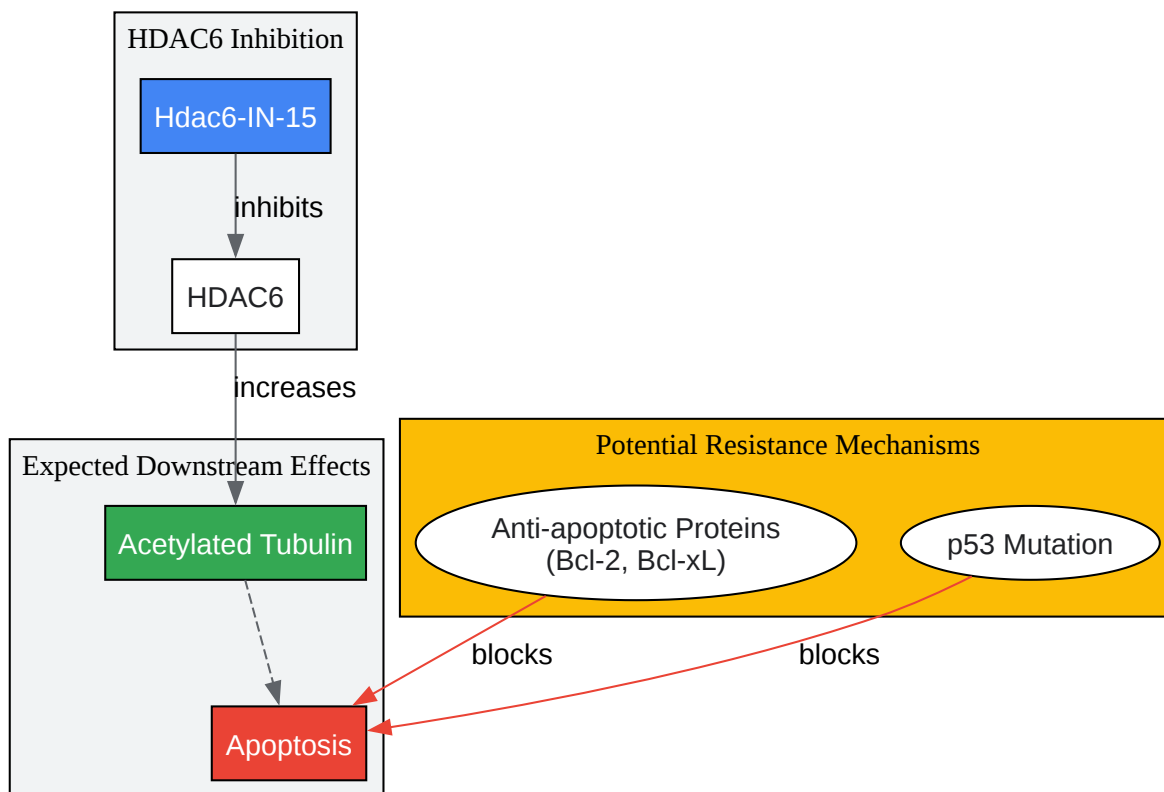 HDAC6 Inhibition
Hdac6-IN-15
inhibits
HDAC6
increases
Expected Downstream Effects
Acetylated Tubulin
Apoptosis
Potential Resistance Mechanisms
Anti-apoptotic Proteins
(Bcl-2, Bcl-xL)
p53 Mutation
blocks
blocks